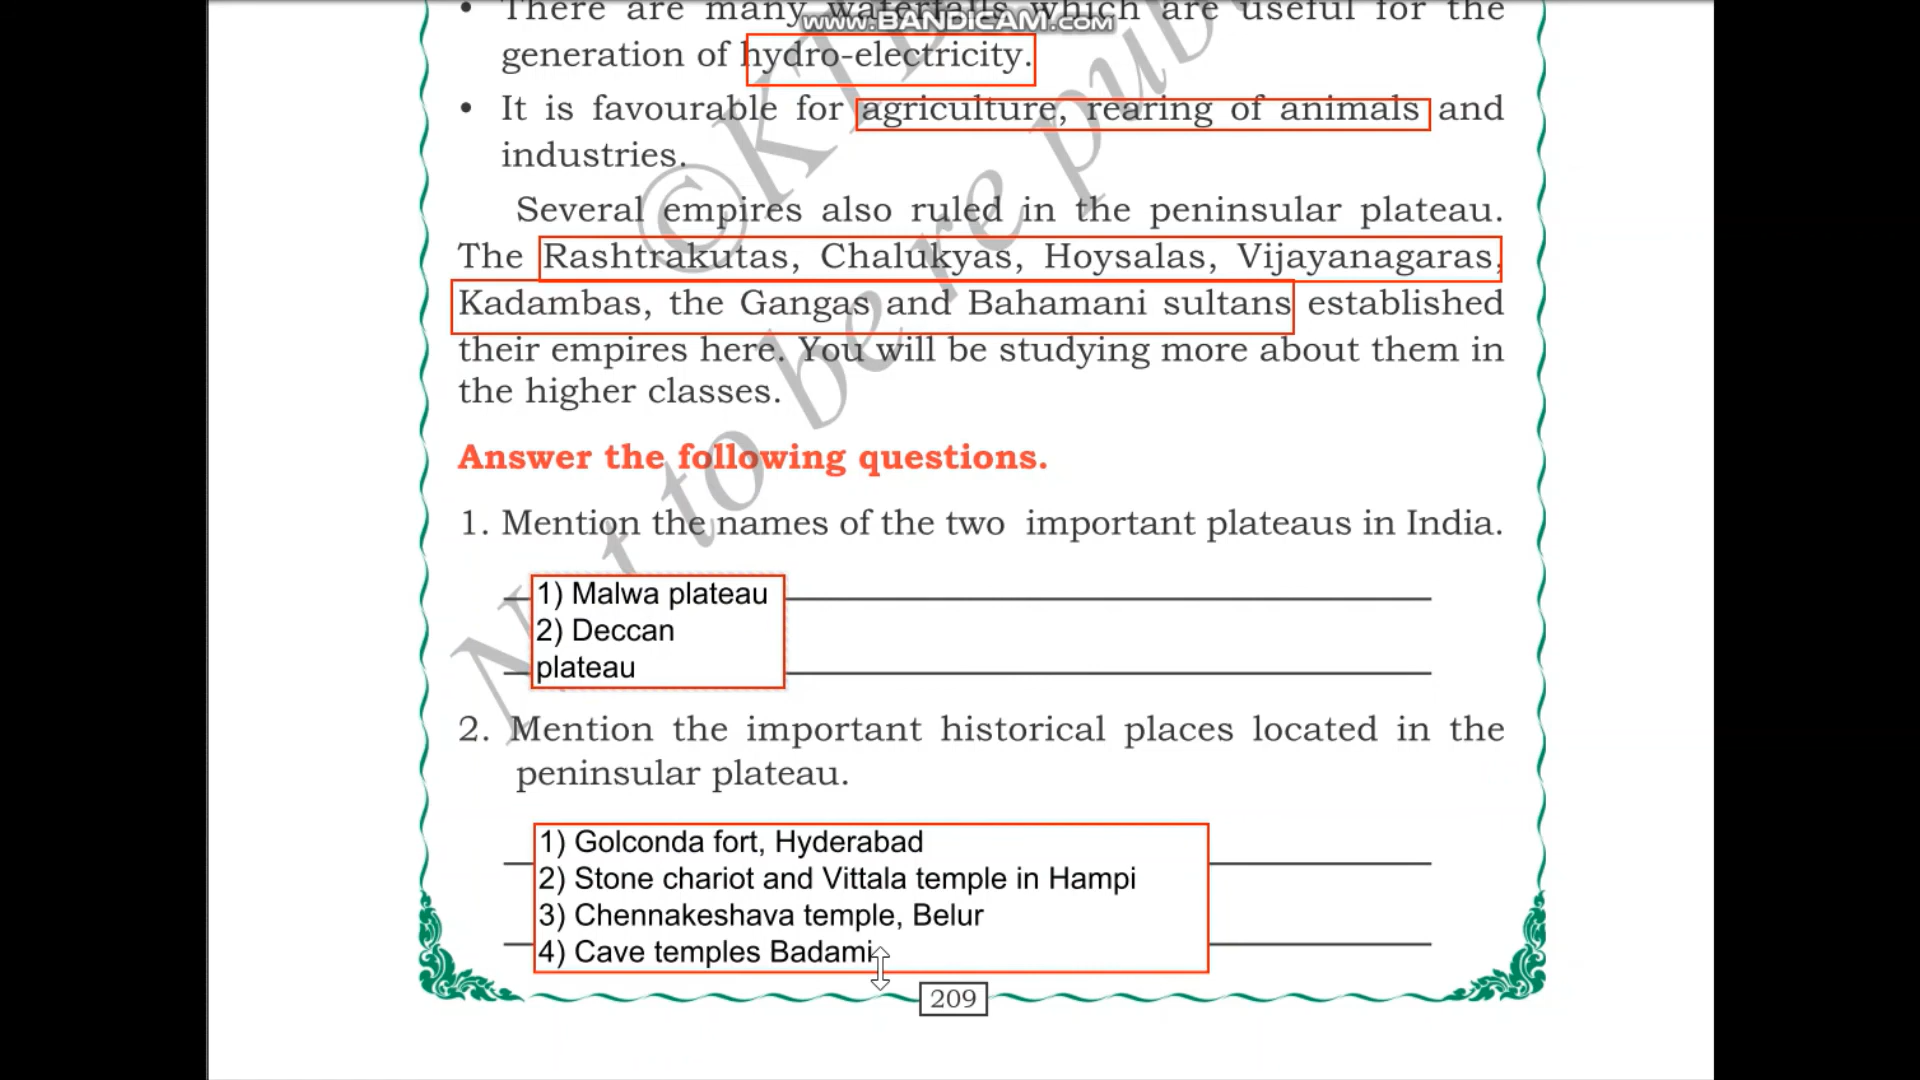 • There are many waterfalls which are useful for the
www.BANDICAM.com
generation of hydro-electricity.
• It is favourable for agriculture, rearing of animals and
industries.
Several empires also ruled in the peninsular plateau.
The Rashtrakutas, Chalukyas, Hoysalas, Vijayanagaras,
Kadambas, the Gangas and Bahamani sultans established
their empires here. You will be studying more about them in
the higher classes.
Answer the following questions.
1. Mention the names of the two important plateaus in India.
1) Malwa plateau
2) Deccan
plateau
2. Mention the important historical places located in the
peninsular plateau.
1) Golconda fort, Hyderabad
2) Stone chariot and Vittala temple in Hampi
3) Chennakeshava temple, Belur
4) Cave temples Badami
209